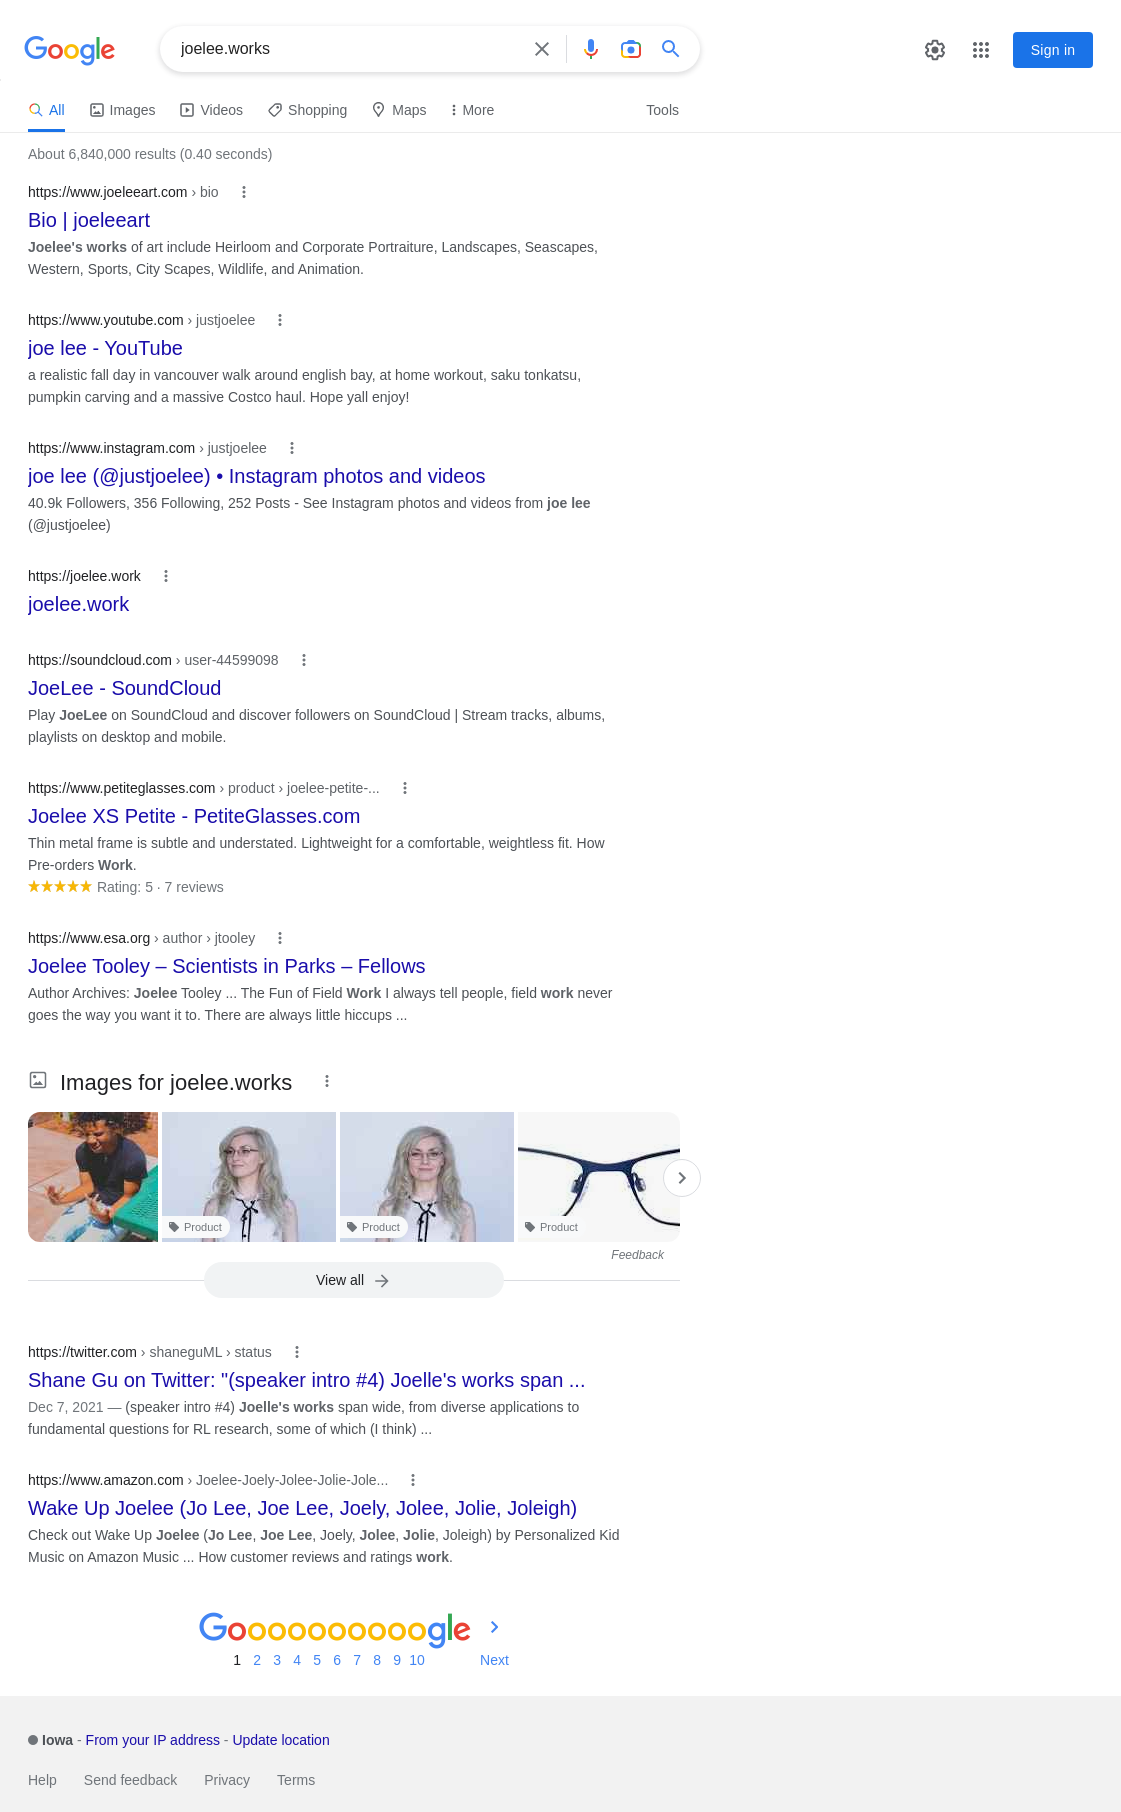 Google
joelee.works
Sign in
All
Images
Videos
Shopping
Maps
More
Tools
About 6,840,000 results (0.40 seconds)
https://www.joeleeart.com › bio
Bio | joeleeart
Joelee's works of art include Heirloom and Corporate Portraiture, Landscapes, Seascapes,
Western, Sports, City Scapes, Wildlife, and Animation.
https://www.youtube.com › justjoelee
joe lee - YouTube
a realistic fall day in vancouver walk around english bay, at home workout, saku tonkatsu,
pumpkin carving and a massive Costco haul. Hope yall enjoy!
https://www.instagram.com › justjoelee
joe lee (@justjoelee) • Instagram photos and videos
40.9k Followers, 356 Following, 252 Posts - See Instagram photos and videos from joe lee
(@justjoelee)
https://joelee.work
joelee.work
https://soundcloud.com › user-44599098
JoeLee - SoundCloud
Play JoeLee on SoundCloud and discover followers on SoundCloud | Stream tracks, albums,
playlists on desktop and mobile.
https://www.petiteglasses.com › product › joelee-petite-...
Joelee XS Petite - PetiteGlasses.com
Thin metal frame is subtle and understated. Lightweight for a comfortable, weightless fit. How
Pre-orders Work.
Rating: 5 · 7 reviews
https://www.esa.org › author › jtooley
Joelee Tooley – Scientists in Parks – Fellows
Author Archives: Joelee Tooley ... The Fun of Field Work I always tell people, field work never
goes the way you want it to. There are always little hiccups ...
Images for joelee.works
Product
Product
Product
Feedback
View all
https://twitter.com › shaneguML › status
Shane Gu on Twitter: "(speaker intro #4) Joelle's works span ...
Dec 7, 2021 — (speaker intro #4) Joelle's works span wide, from diverse applications to
fundamental questions for RL research, some of which (I think) ...
https://www.amazon.com › Joelee-Joely-Jolee-Jolie-Jole...
Wake Up Joelee (Jo Lee, Joe Lee, Joely, Jolee, Jolie, Joleigh)
Check out Wake Up Joelee (Jo Lee, Joe Lee, Joely, Jolee, Jolie, Joleigh) by Personalized Kid
Music on Amazon Music ... How customer reviews and ratings work.
Goooooooooogle
1 2 3 4 5 6 7 8 9 10 Next
Iowa - From your IP address - Update location
Help Send feedback Privacy Terms